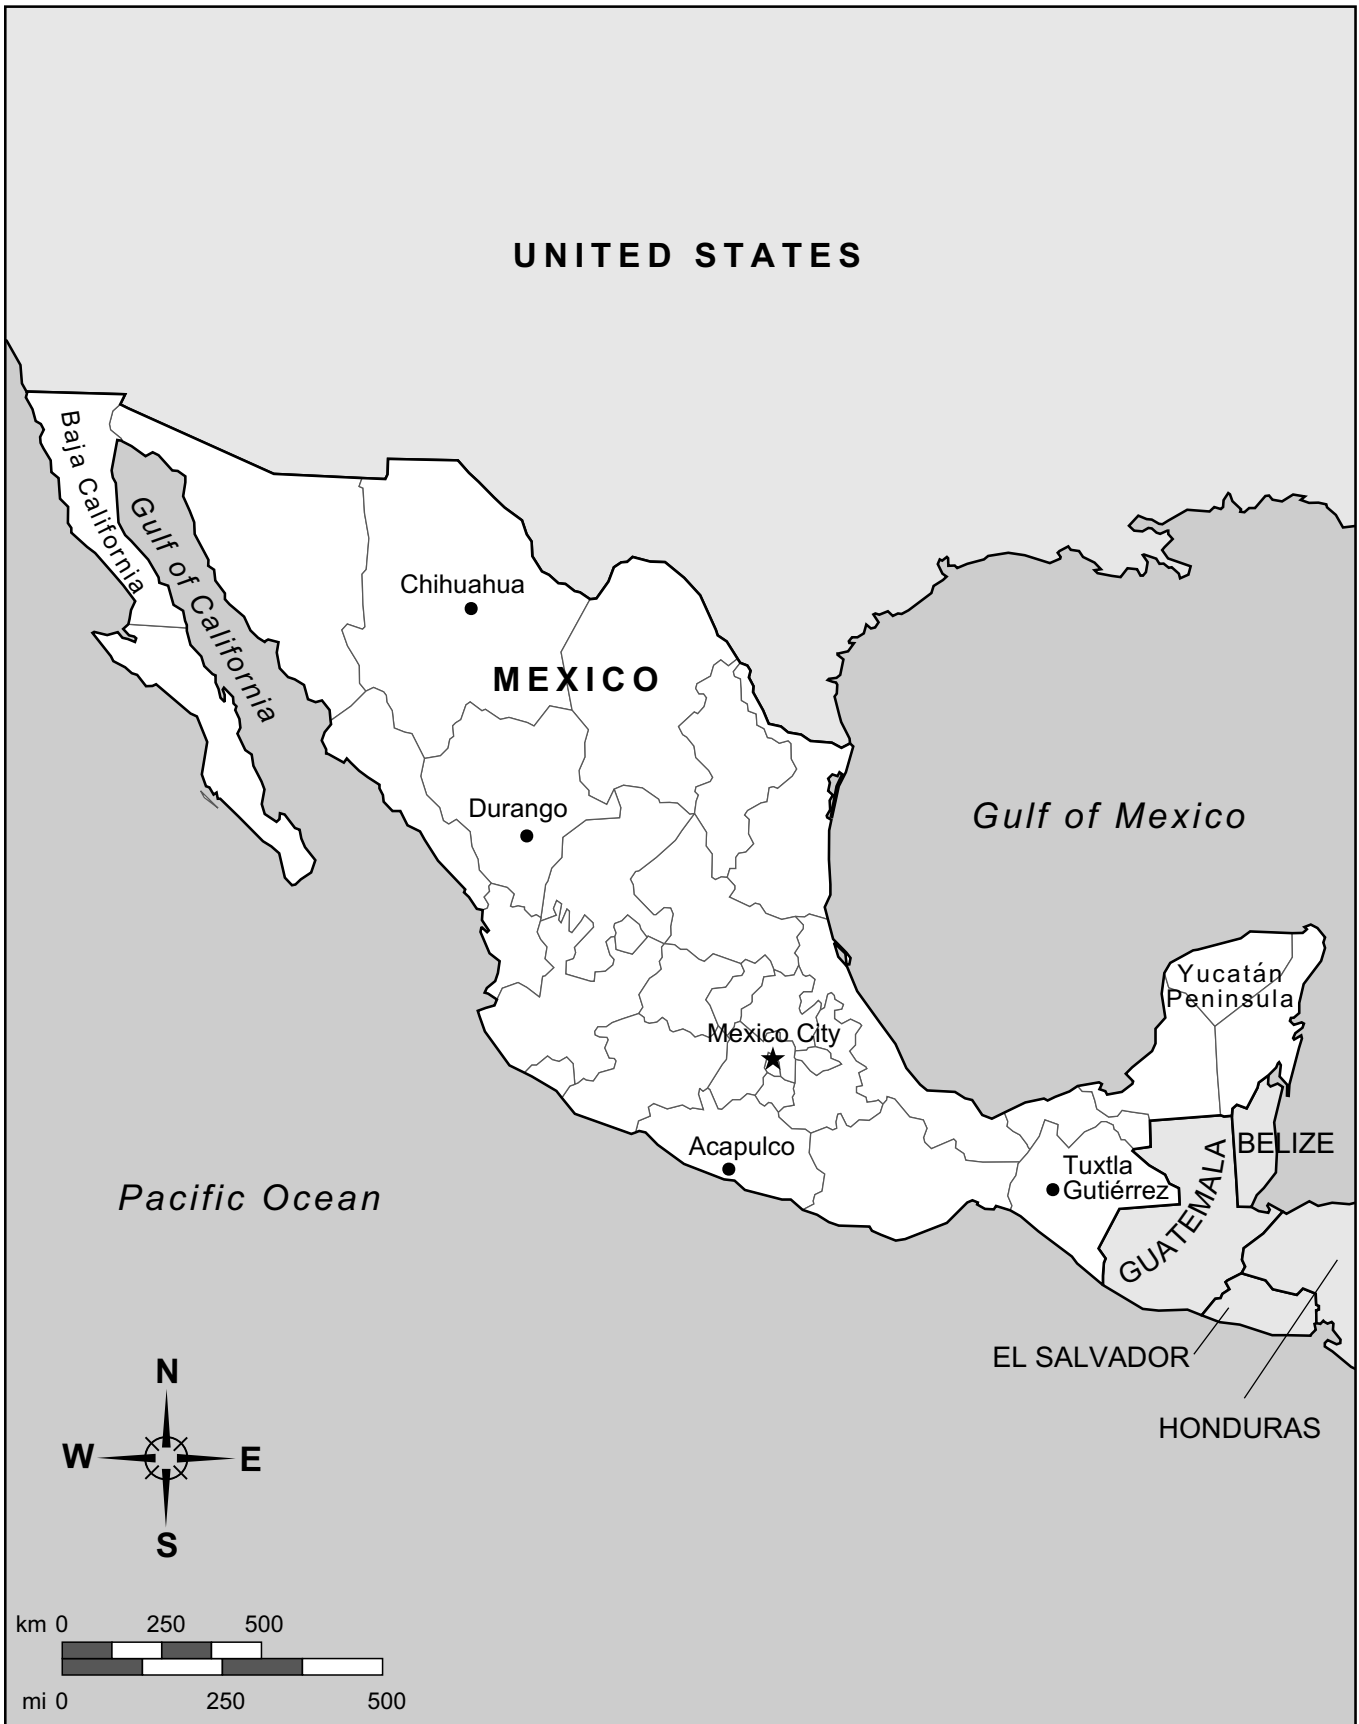 UNITED STATES
Baja California
Gulf of California
Chihuahua
MEXICO
Durango
Gulf of Mexico
Yucatán
Peninsula
Mexico City
Acapulco
Tuxtla
Gutiérrez
BELIZE
GUATEMALA
Pacific Ocean
EL SALVADOR
HONDURAS
N
W
E
S
km 0 250 500
mi 0 250 500